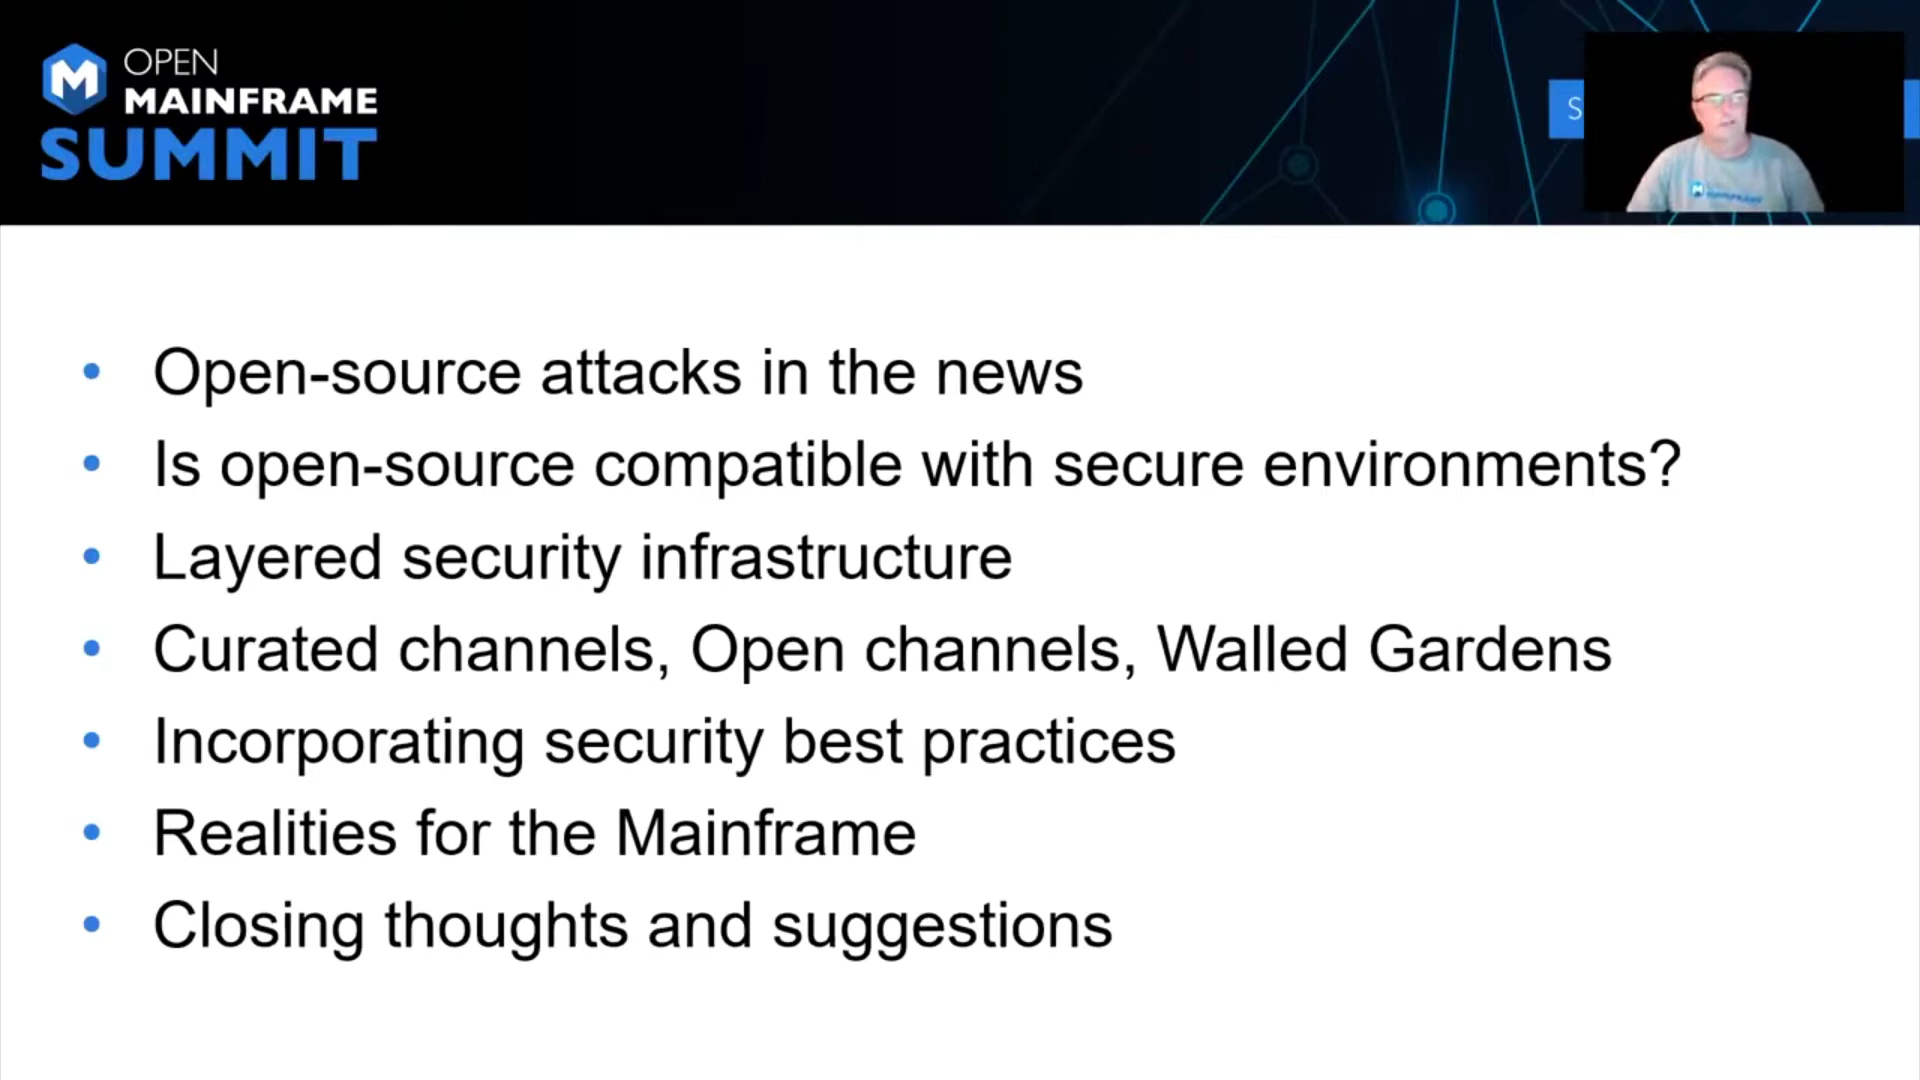 OPEN
MAINFRAME
SUMMIT
S
• Open-source attacks in the news
• Is open-source compatible with secure environments?
• Layered security infrastructure
• Curated channels, Open channels, Walled Gardens
• Incorporating security best practices
• Realities for the Mainframe
• Closing thoughts and suggestions